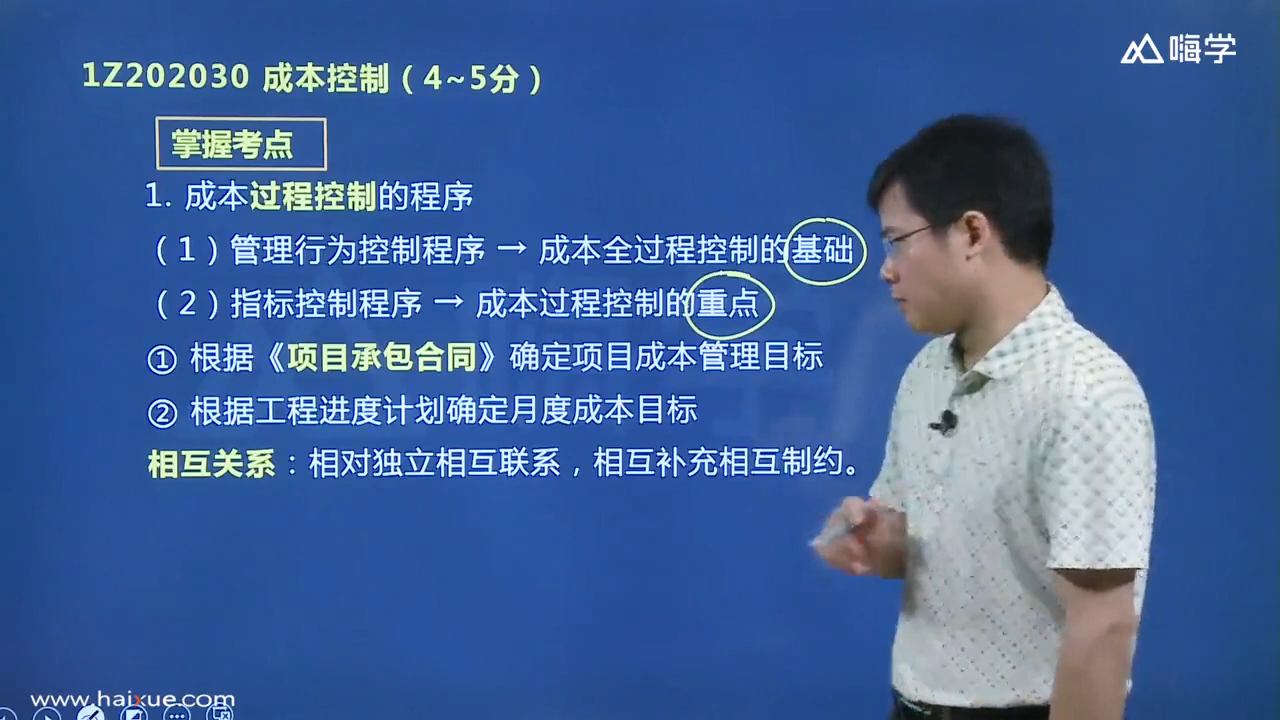 嗨学
1Z202030 成本控制（4~5分）
掌握考点
1. 成本过程控制的程序
（1）管理行为控制程序 → 成本全过程控制的基础
（2）指标控制程序 → 成本过程控制的重点
① 根据《项目承包合同》确定项目成本管理目标
② 根据工程进度计划确定月度成本目标
相互关系：相对独立相互联系，相互补充相互制约。
www.haixue.com